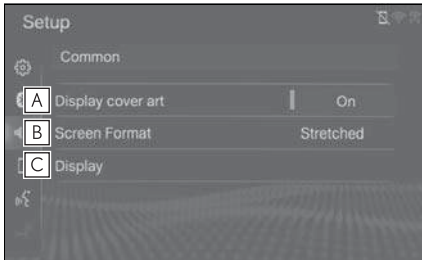 Setup
Common
A Display cover art On
B Screen Format Stretched
C Display